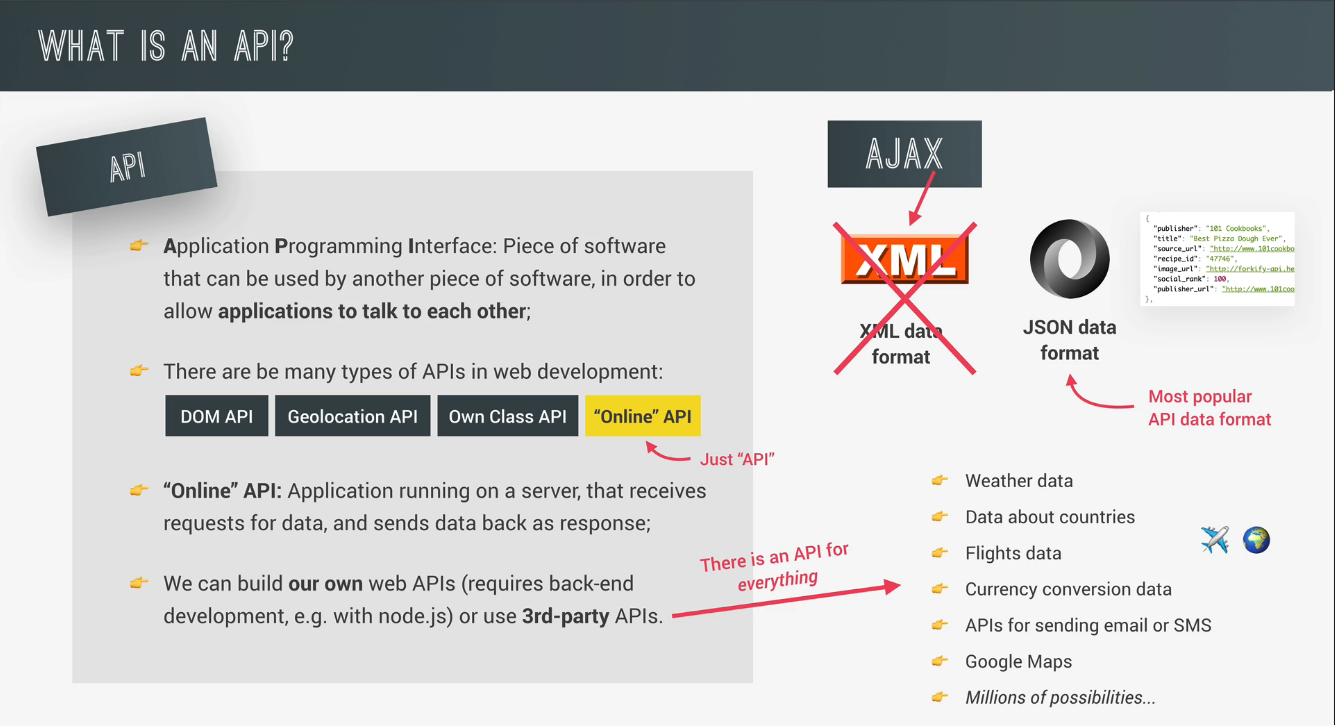 WHAT IS AN API?
API
Application Programming Interface: Piece of software
that can be used by another piece of software, in order to
allow applications to talk to each other;
There are be many types of APIs in web development:
DOM API
Geolocation API
Own Class API
“Online” API
Just “API”
“Online” API: Application running on a server, that receives
requests for data, and sends data back as response;
We can build our own web APIs (requires back-end
development, e.g. with node.js) or use 3rd-party APIs.
There is an API for
everything
AJAX
XML
XML data
format
JSON data
format
{
"publisher": "101 Cookbooks",
"title": "Best Pizza Dough Ever",
"source_url": "http://www.101cookbo
"recipe_id": "47746",
"image_url": "http://forkify-api.he
"social_rank": 100,
"publisher_url": "http://www.101coo
},
Most popular
API data format
Weather data
Data about countries
Flights data
Currency conversion data
APIs for sending email or SMS
Google Maps
Millions of possibilities...